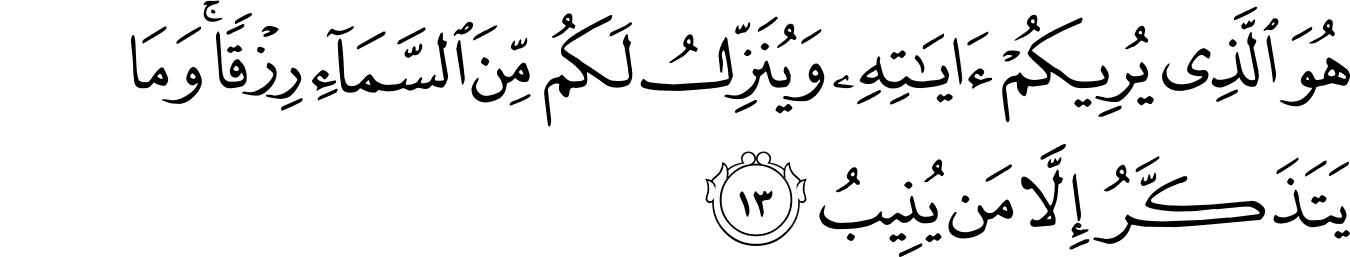 هُوَ ٱلَّذِى يُرِيكُمْ ءَايَـٰتِهِۦ وَيُنَزِّلُ لَكُم مِّنَ ٱلسَّمَآءِ رِزْقًا ۚ وَمَا
يَتَذَكَّرُ إِلَّا مَن يُنِيبُ ١٣